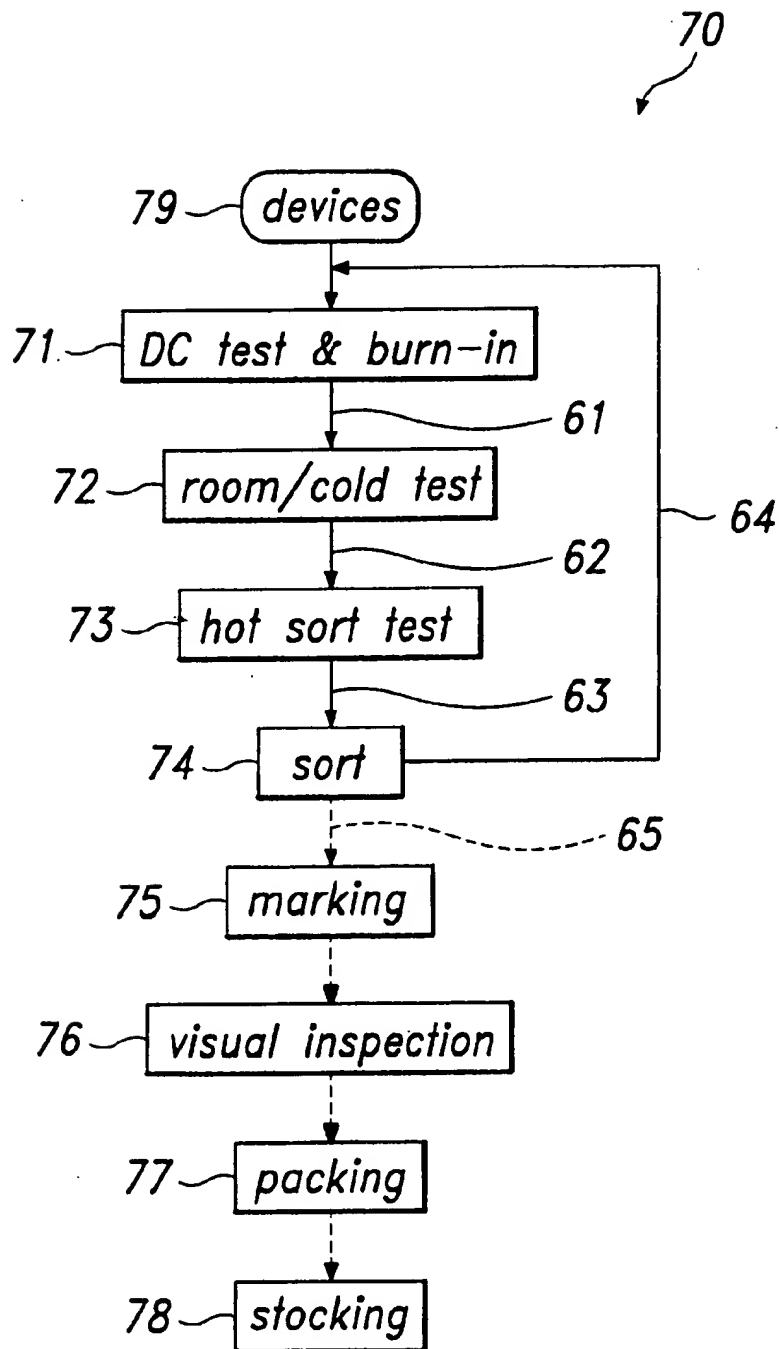 70
79 devices
71 DC test & burn-in
61
72 room/cold test
64
62
73 hot sort test
63
74 sort
65
75 marking
76 visual inspection
77 packing
78 stocking